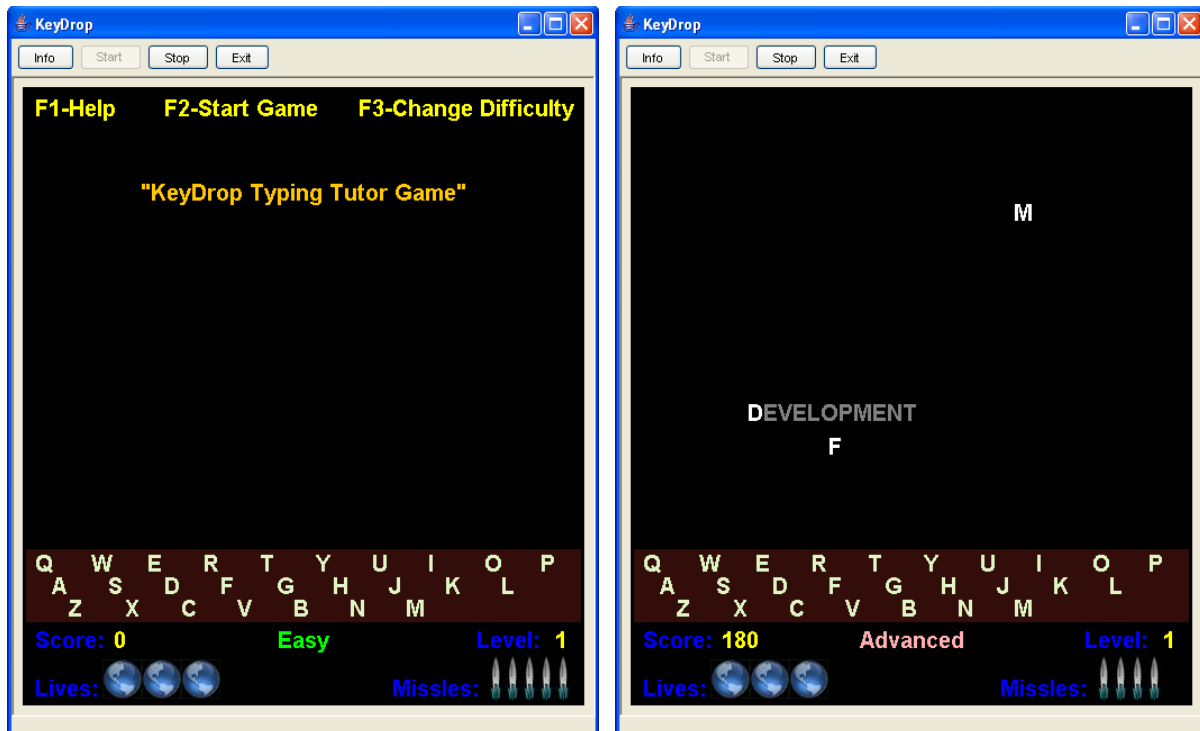 KeyDrop
Info Start Stop Exit
F1-Help F2-Start Game F3-Change Difficulty
"KeyDrop Typing Tutor Game"
Q W E R T Y U I O P
A S D F G H J K L
Z X C V B N M
Score: 0 Easy Level: 1
Lives: Missles:
KeyDrop
Info Start Stop Exit
M
DEVELOPMENT
F
Q W E R T Y U I O P
A S D F G H J K L
Z X C V B N M
Score: 180 Advanced Level: 1
Lives: Missles: